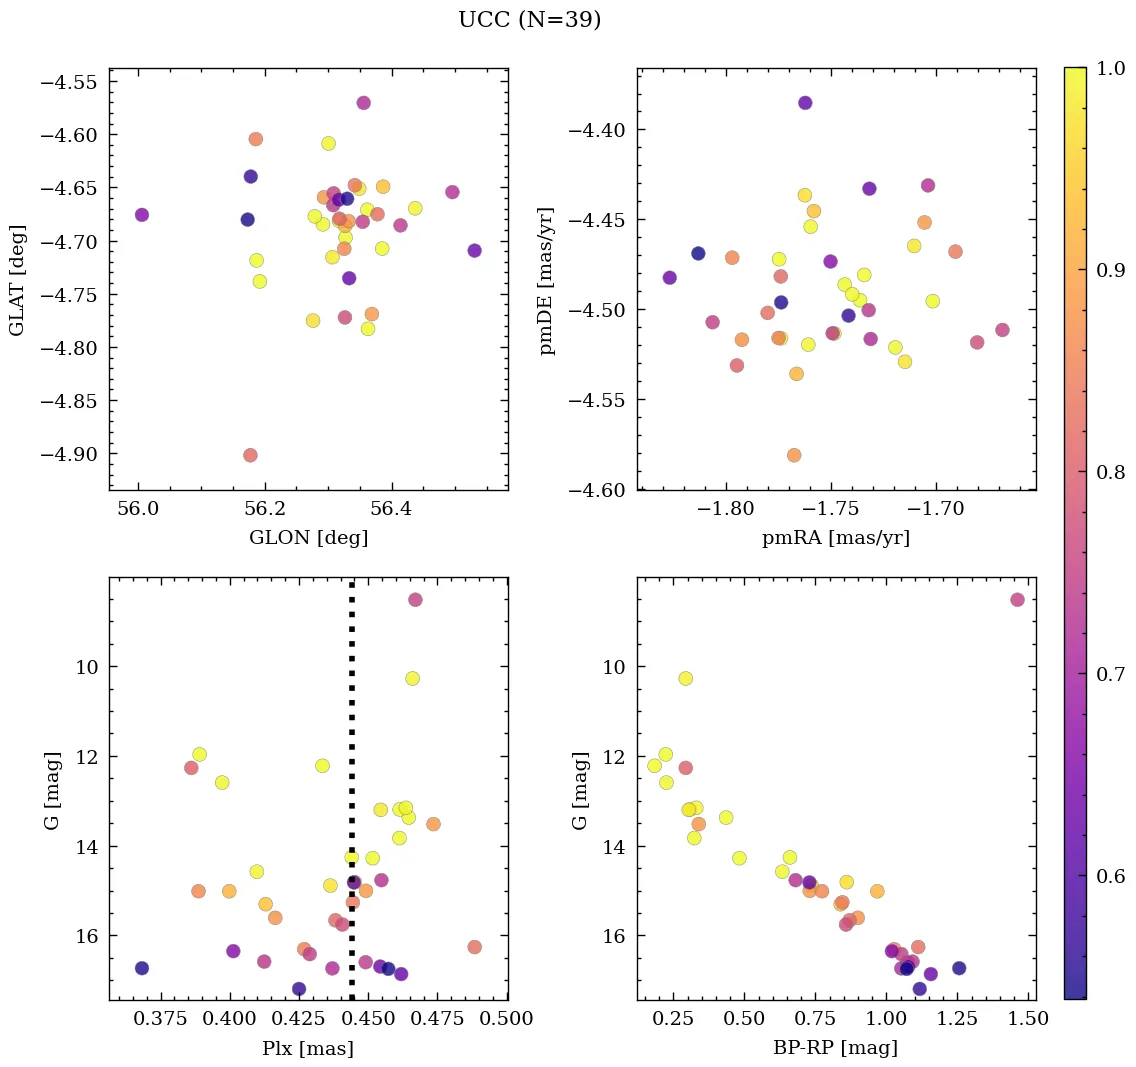 UCC (N=39)
−4.55
−4.60
−4.65
−4.70
−4.75
−4.80
−4.85
−4.90
GLAT [deg]
56.0 56.2 56.4
GLON [deg]
−4.40
−4.45
−4.50
−4.55
−4.60
pmDE [mas/yr]
−1.80 −1.75 −1.70
pmRA [mas/yr]
10
12
14
16
G [mag]
0.375 0.400 0.425 0.450 0.475 0.500
Plx [mas]
10
12
14
16
G [mag]
0.25 0.50 0.75 1.00 1.25 1.50
BP-RP [mag]
1.0
0.9
0.8
0.7
0.6